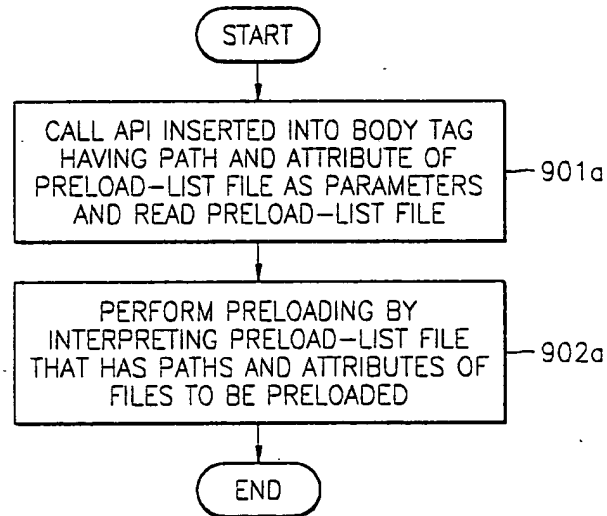 START
CALL API INSERTED INTO BODY TAG
HAVING PATH AND ATTRIBUTE OF
PRELOAD-LIST FILE AS PARAMETERS
AND READ PRELOAD-LIST FILE
901a
PERFORM PRELOADING BY
INTERPRETING PRELOAD-LIST FILE
THAT HAS PATHS AND ATTRIBUTES OF
FILES TO BE PRELOADED
902a
END